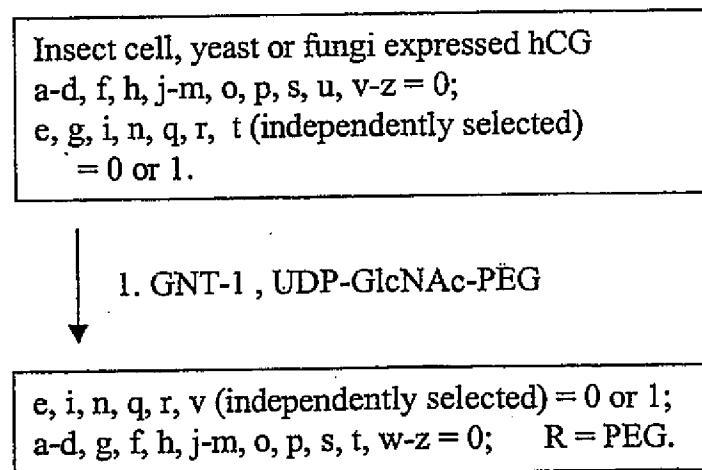 Insect cell, yeast or fungi expressed hCG
a-d, f, h, j-m, o, p, s, u, v-z = 0;
e, g, i, n, q, r, t (independently selected)
= 0 or 1.
1. GNT-1 , UDP-GlcNAc-PEG
e, i, n, q, r, v (independently selected) = 0 or 1;
a-d, g, f, h, j-m, o, p, s, t, w-z = 0; R = PEG.